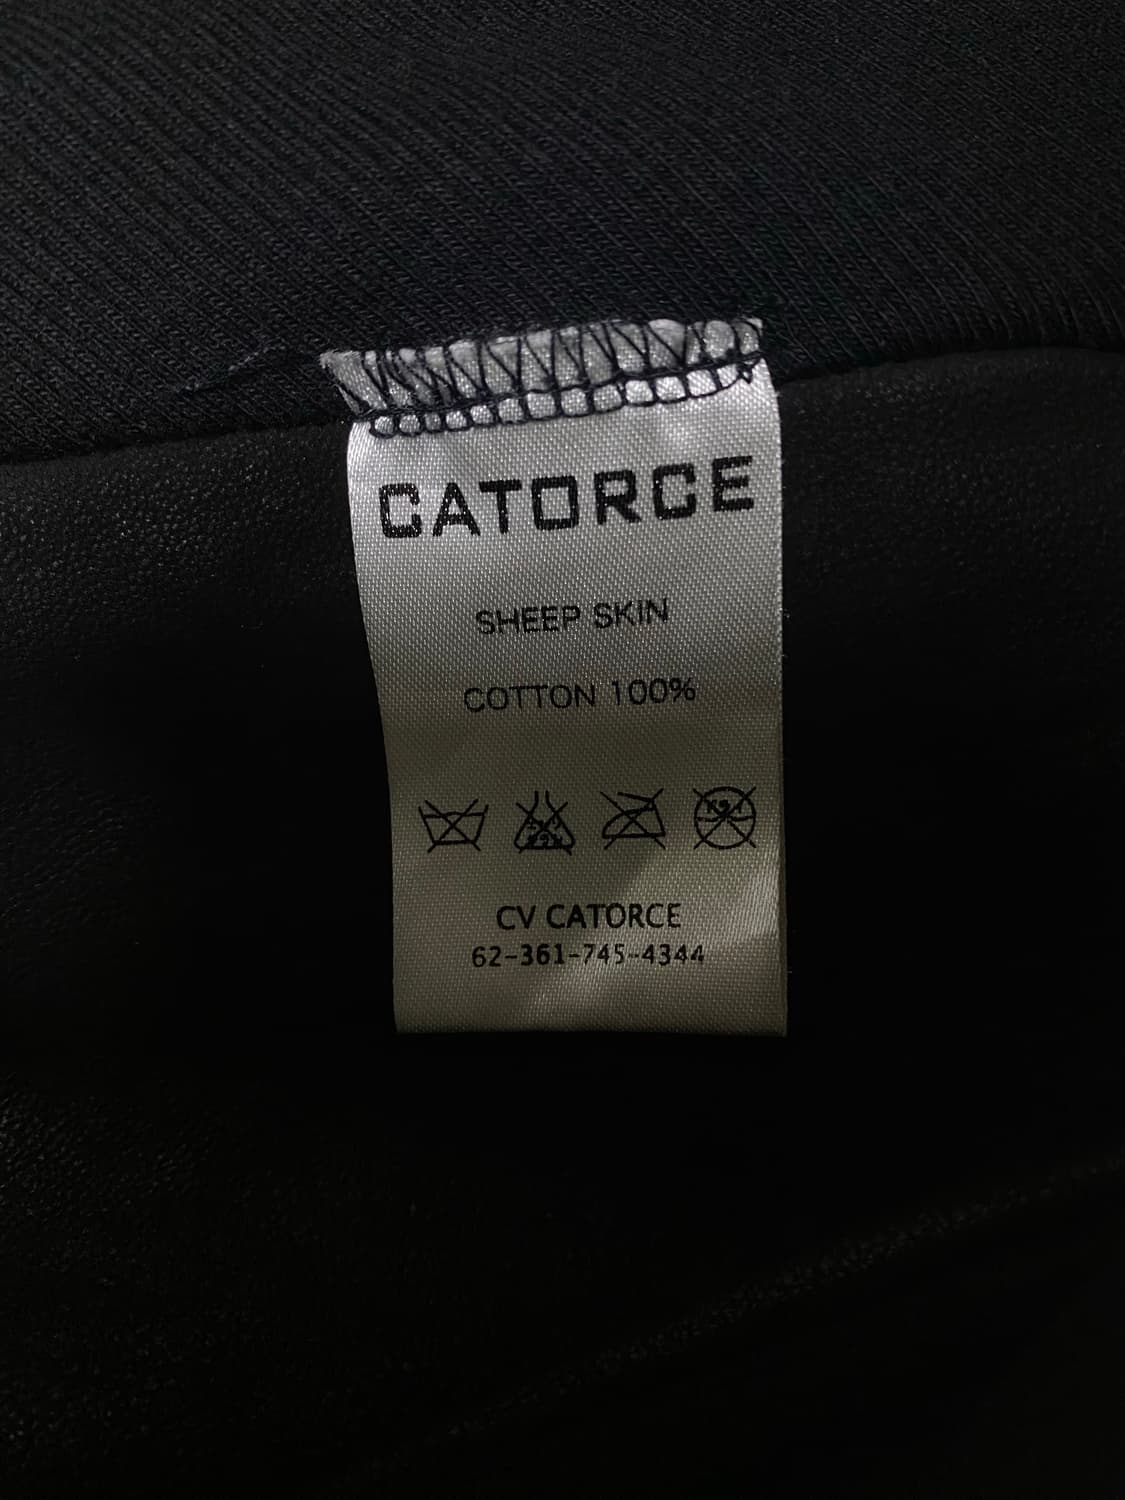 CATORCE
SHEEP SKIN
COTTON 100%
CV CATORCE
62-361-745-4344